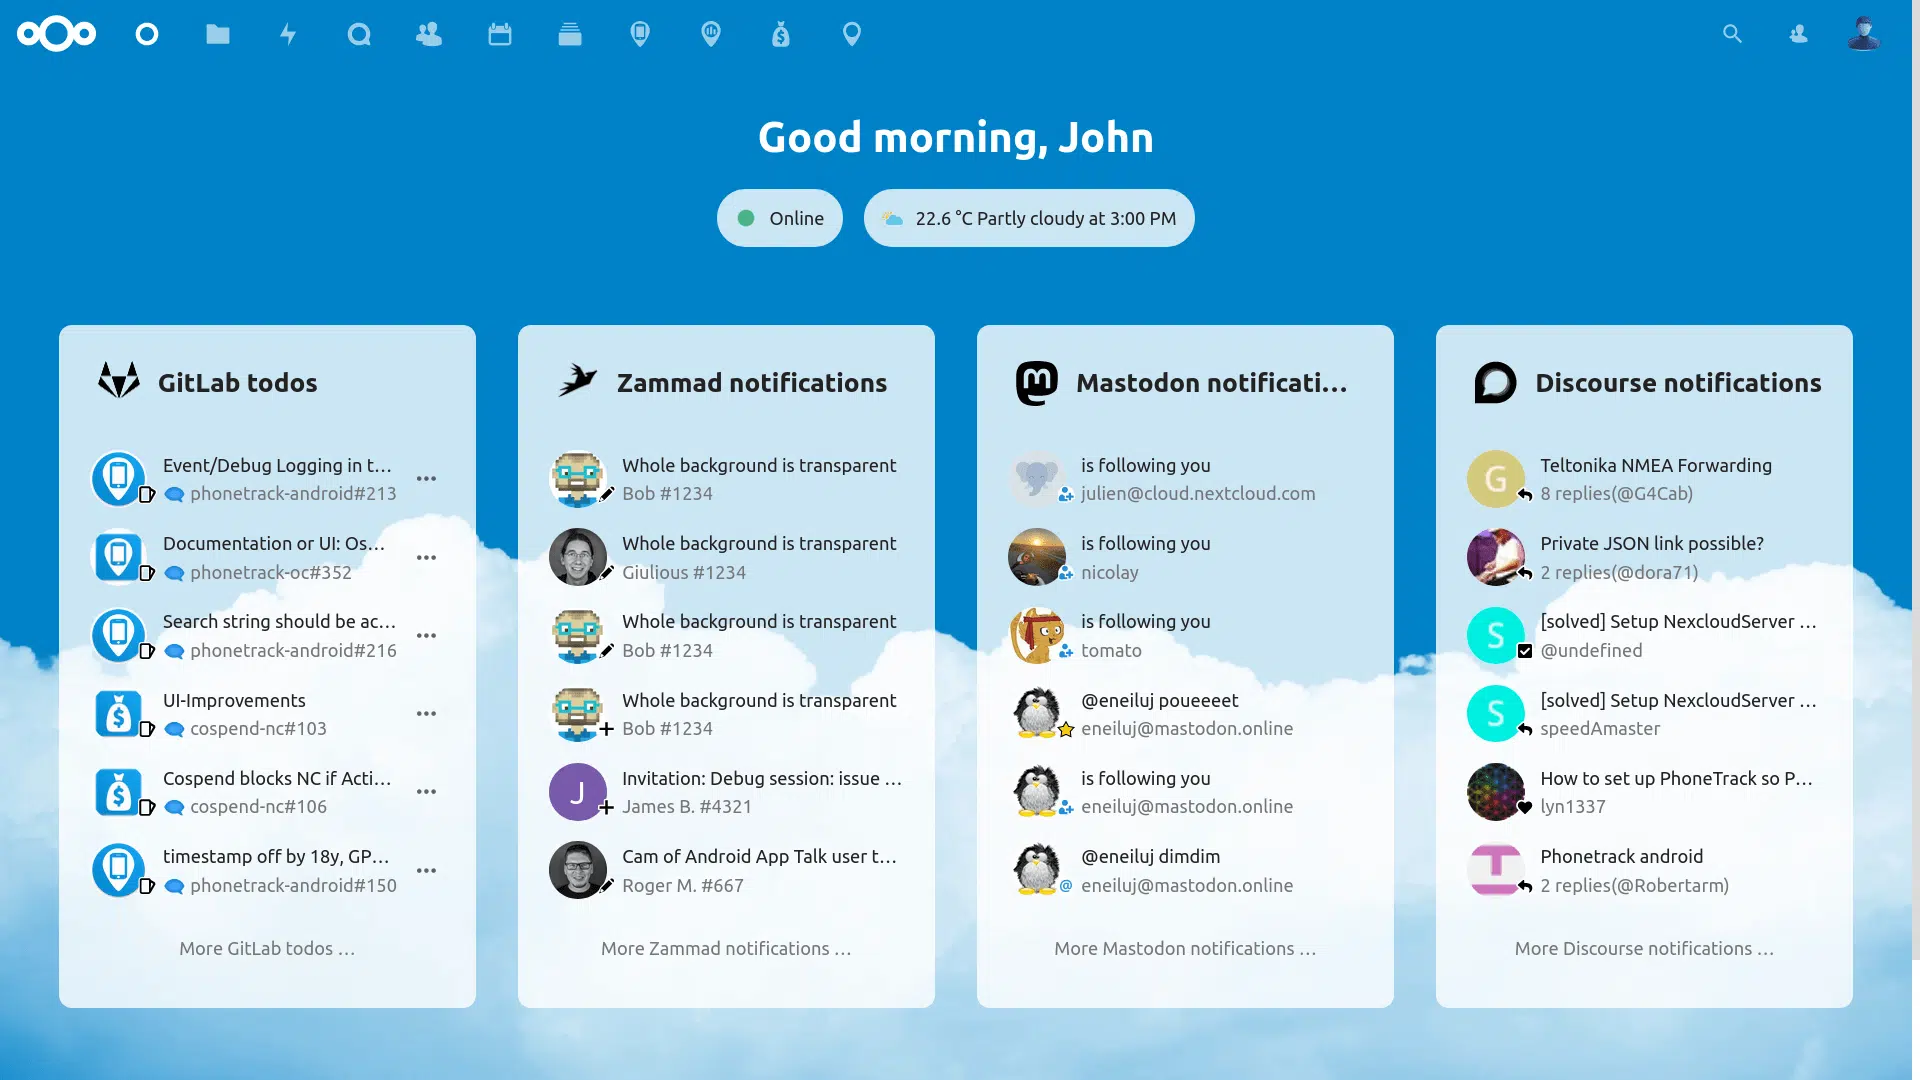 Good morning, John
Online
22.6 °C Partly cloudy at 3:00 PM
GitLab todos
Event/Debug Logging in t…
phonetrack-android#213
Documentation or UI: Os…
phonetrack-oc#352
Search string should be ac…
phonetrack-android#216
UI-Improvements
cospend-nc#103
Cospend blocks NC if Acti…
cospend-nc#106
timestamp off by 18y, GP…
phonetrack-android#150
More GitLab todos …
Zammad notifications
Whole background is transparent
Bob #1234
Whole background is transparent
Giulious #1234
Whole background is transparent
Bob #1234
Whole background is transparent
Bob #1234
J
Invitation: Debug session: issue …
James B. #4321
Cam of Android App Talk user t…
Roger M. #667
More Zammad notifications …
Mastodon notificati…
is following you
julien@cloud.nextcloud.com
is following you
nicolay
is following you
tomato
@eneiluj poueeeet
eneiluj@mastodon.online
is following you
eneiluj@mastodon.online
@eneiluj dimdim
eneiluj@mastodon.online
More Mastodon notifications …
Discourse notifications
G
Teltonika NMEA Forwarding
8 replies(@G4Cab)
Private JSON link possible?
2 replies(@dora71)
S
[solved] Setup NexcloudServer …
@undefined
S
[solved] Setup NexcloudServer …
speedAmaster
How to set up PhoneTrack so P…
lyn1337
Phonetrack android
2 replies(@Robertarm)
More Discourse notifications …